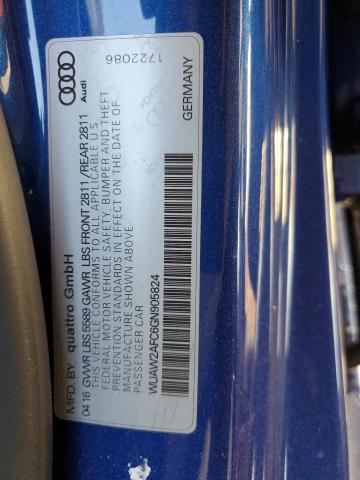 MFD. BY quattro GmbH
04 16 GVWR LBS 5589 GAWR LBS FRONT 2811 /REAR 2811
THIS VEHICLE CONFORMS TO ALL APPLICABLE U S
FEDERAL MOTOR VEHICLE SAFETY, BUMPER AND THEFT
PREVENTION STANDARDS IN EFFECT ON THE DATE OF
MANUFACTURE SHOWN ABOVE.
PASSENGER CAR
WUAW2AFC6GN905824
Audi
1722086
GERMANY